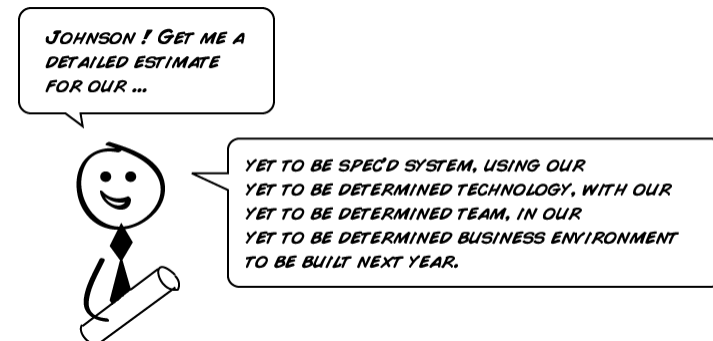 JOHNSON ! GET ME A
DETAILED ESTIMATE
FOR OUR ...
YET TO BE SPEC'D SYSTEM, USING OUR
YET TO BE DETERMINED TECHNOLOGY, WITH OUR
YET TO BE DETERMINED TEAM, IN OUR
YET TO BE DETERMINED BUSINESS ENVIRONMENT
TO BE BUILT NEXT YEAR.